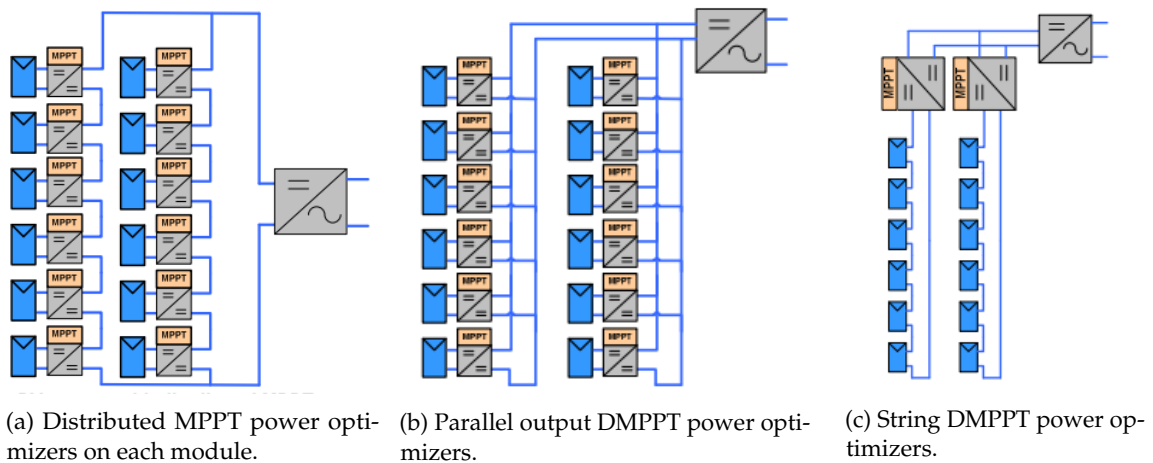 MPPT MPPT
MPPT MPPT
MPPT MPPT
MPPT MPPT
MPPT MPPT
MPPT MPPT
MPPT MPPT
MPPT MPPT
MPPT MPPT
MPPT MPPT
MPPT MPPT
MPPT MPPT
MPPT MPPT
(a) Distributed MPPT power opti-
mizers on each module.
(b) Parallel output DMPPT power opti-
mizers.
(c) String DMPPT power op-
timizers.